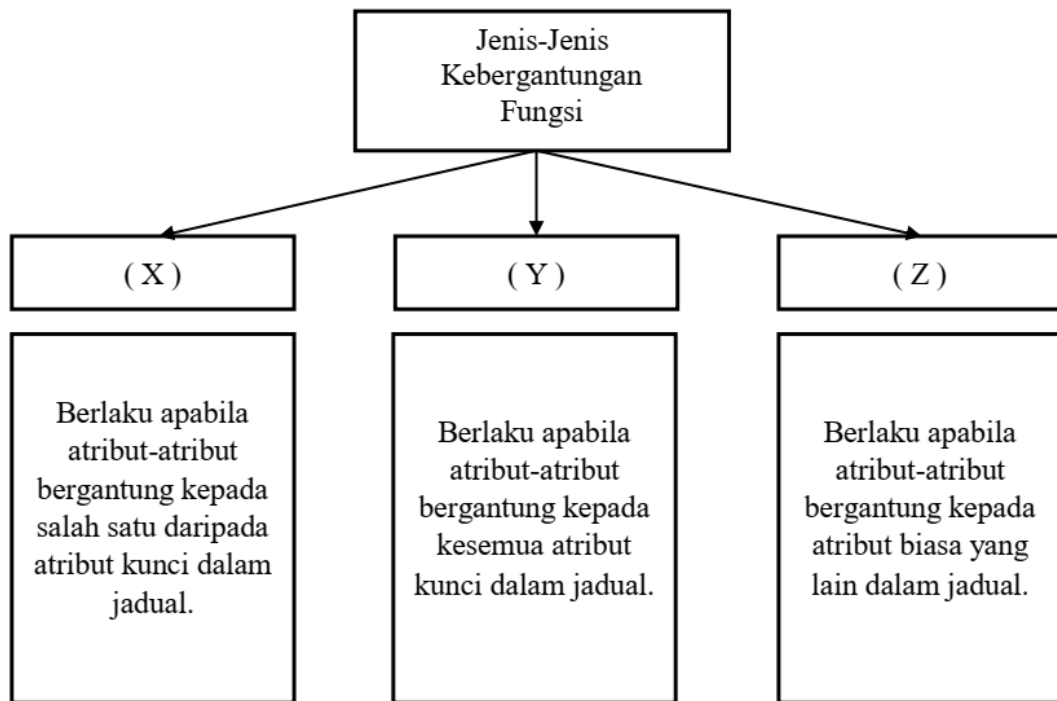 Jenis-Jenis
Kebergantungan
Fungsi
( X )
( Y )
( Z )
Berlaku apabila
atribut-atribut
bergantung kepada
salah satu daripada
atribut kunci dalam
jadual.
Berlaku apabila
atribut-atribut
bergantung kepada
kesemua atribut
kunci dalam jadual.
Berlaku apabila
atribut-atribut
bergantung kepada
atribut biasa yang
lain dalam jadual.